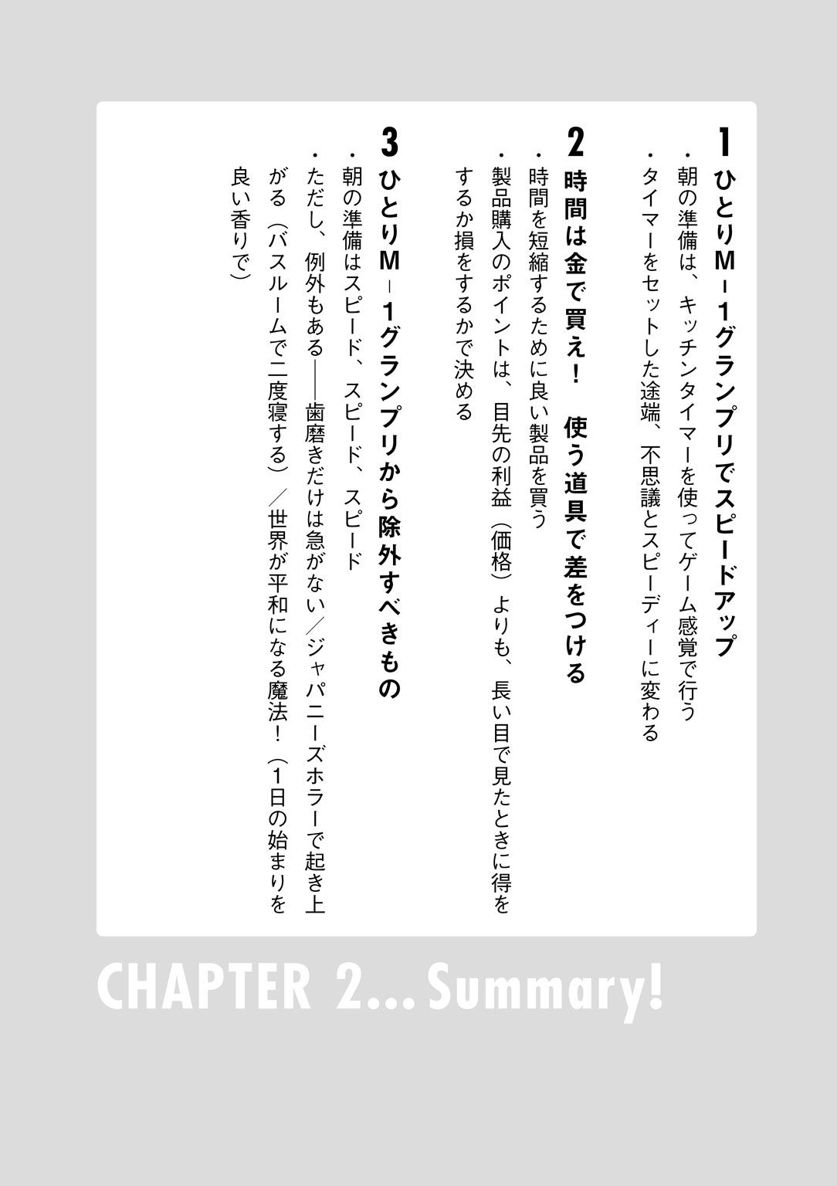 1 ひとりM-1グランプリでスピードアップ
・朝の準備は、キッチンタイマーを使ってゲーム感覚で行う
・タイマーをセットした途端、不思議とスピーディーに変わる
2 時間は金で買え！　使う道具で差をつける
・時間を短縮するために良い製品を買う
・製品購入のポイントは、目先の利益（価格）よりも、長い目で見たときに得を
するか損をするかで決める
3 ひとりM-1グランプリから除外すべきもの
・朝の準備はスピード、スピード、スピード
・ただし、例外もある——歯磨きだけは急がない／ジャパニーズホラーで起き上
がる（バスルームで二度寝する）／世界が平和になる魔法！（1日の始まりを
良い香りで）
CHAPTER 2... Summary!